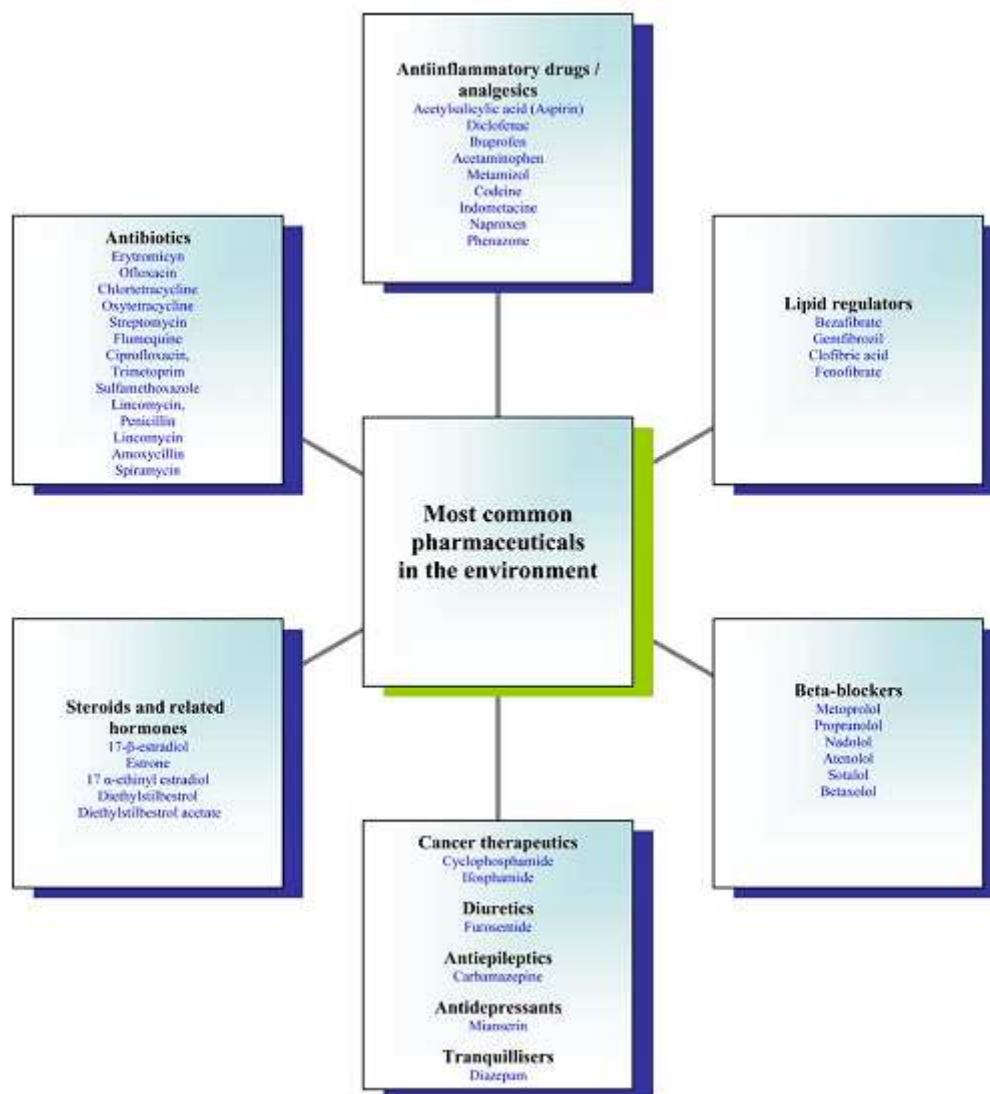 Antiinflammatory drugs /
analgesics
Acetylsalicylic acid (Aspirin)
Diclofenac
Ibuprofen
Acetaminophen
Metamizol
Codeine
Indometacine
Naproxen
Phenazone
Antibiotics
Erytromicyn
Ofloxacin
Chlortetracycline
Oxytetracycline
Streptomycin
Flumequine
Ciprofloxacin,
Trimetoprim
Sulfamethoxazole
Lincomycin,
Penicillin
Lincomycin
Amoxycillin
Spiramycin
Lipid regulators
Bezafibrate
Gemfibrozil
Clofibric acid
Fenofibrate
Most common
pharmaceuticals
in the environment
Steroids and related
hormones
17-β-estradiol
Estrone
17 α-ethinyl estradiol
Diethylstilbestrol
Diethylstilbestrol acetate
Beta-blockers
Metoprolol
Propranolol
Nadolol
Atenolol
Sotalol
Betaxolol
Cancer therapeutics
Cyclophosphamide
Ifosphamide
Diuretics
Furosemide
Antiepileptics
Carbamazepine
Antidepressants
Mianserin
Tranquillisers
Diazepam